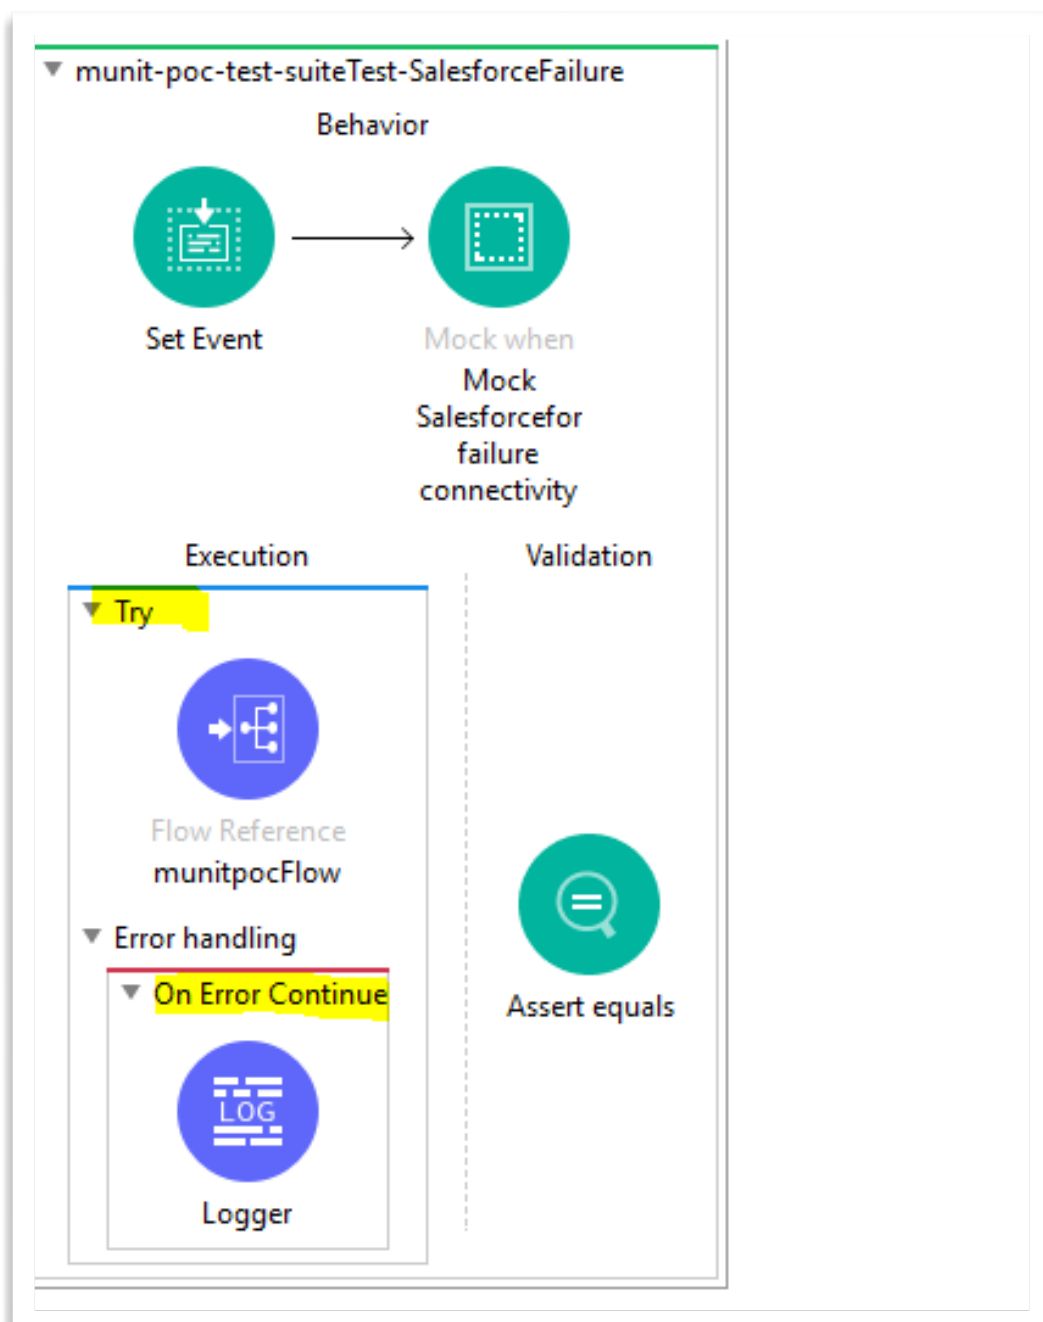 munit-poc-test-suiteTest-SalesforceFailure
Behavior
Set Event
Mock when
Mock
Salesforcefor
failure
connectivity
Execution
Validation
Try
Flow Reference
munitpocFlow
Error handling
On Error Continue
LOG
Logger
Assert equals